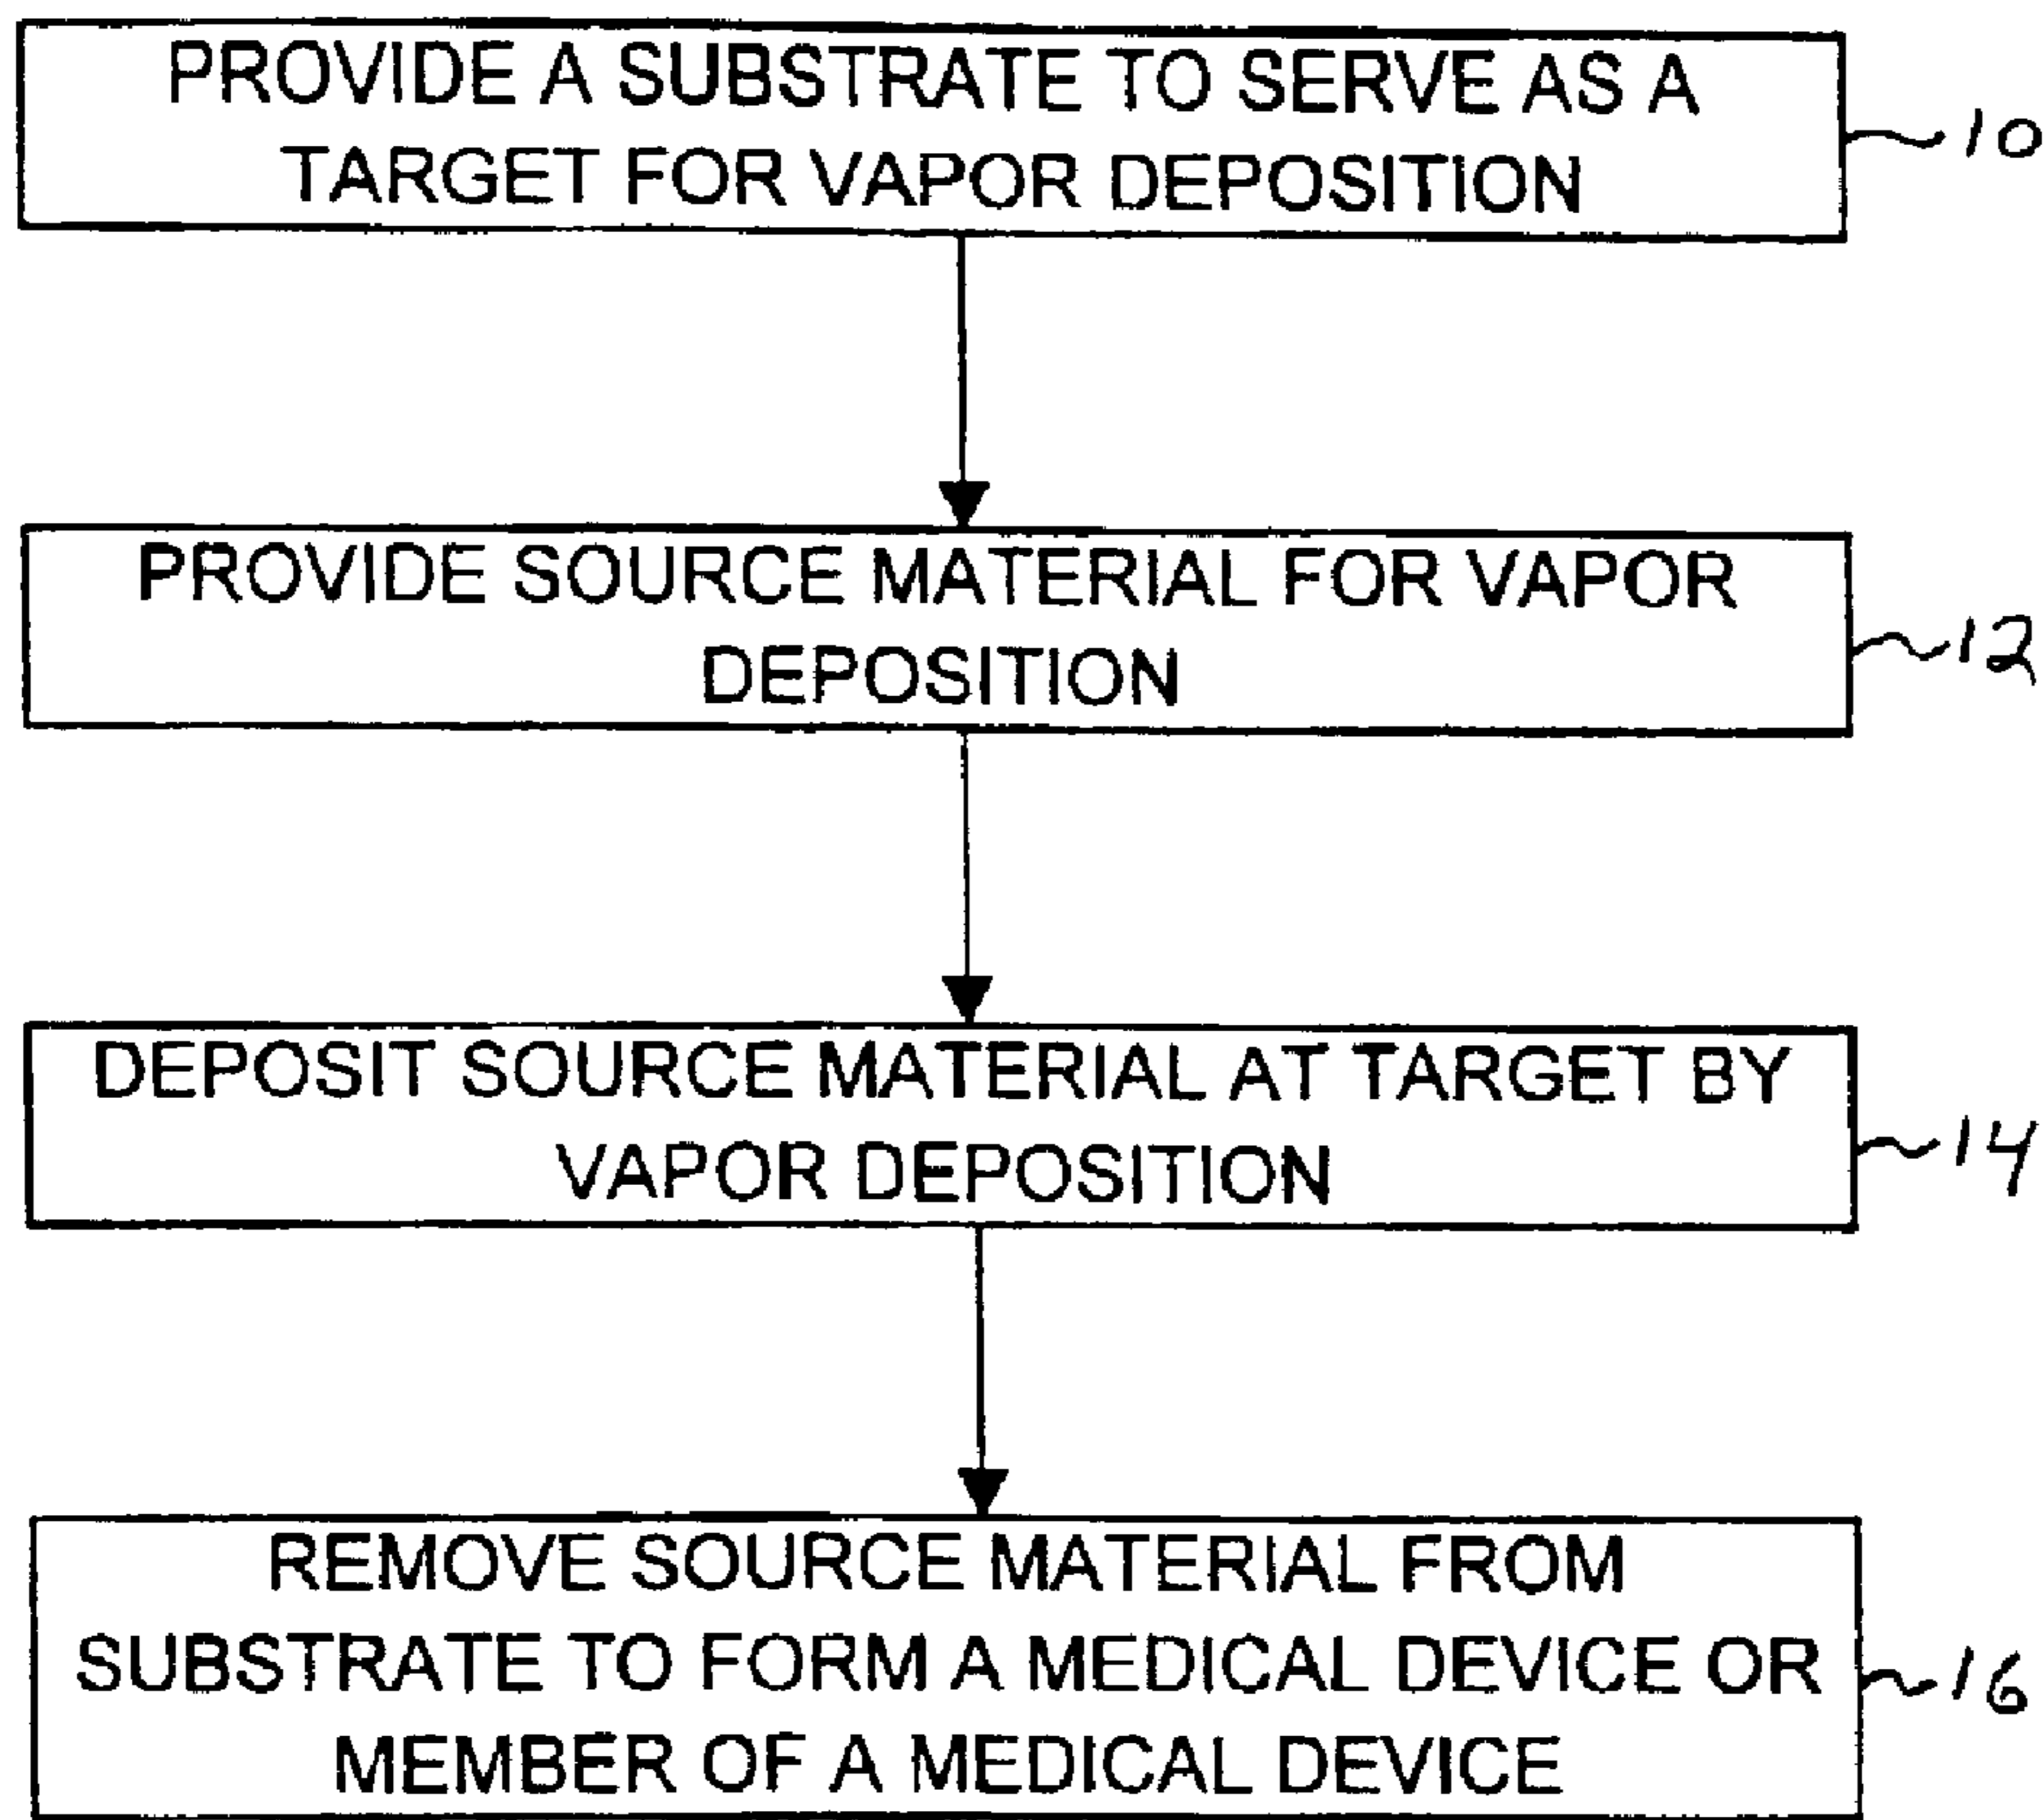 PROVIDE A SUBSTRATE TO SERVE AS A
TARGET FOR VAPOR DEPOSITION
10
PROVIDE SOURCE MATERIAL FOR VAPOR
DEPOSITION
12
DEPOSIT SOURCE MATERIAL AT TARGET BY
VAPOR DEPOSITION
14
REMOVE SOURCE MATERIAL FROM
SUBSTRATE TO FORM A MEDICAL DEVICE OR
MEMBER OF A MEDICAL DEVICE
16